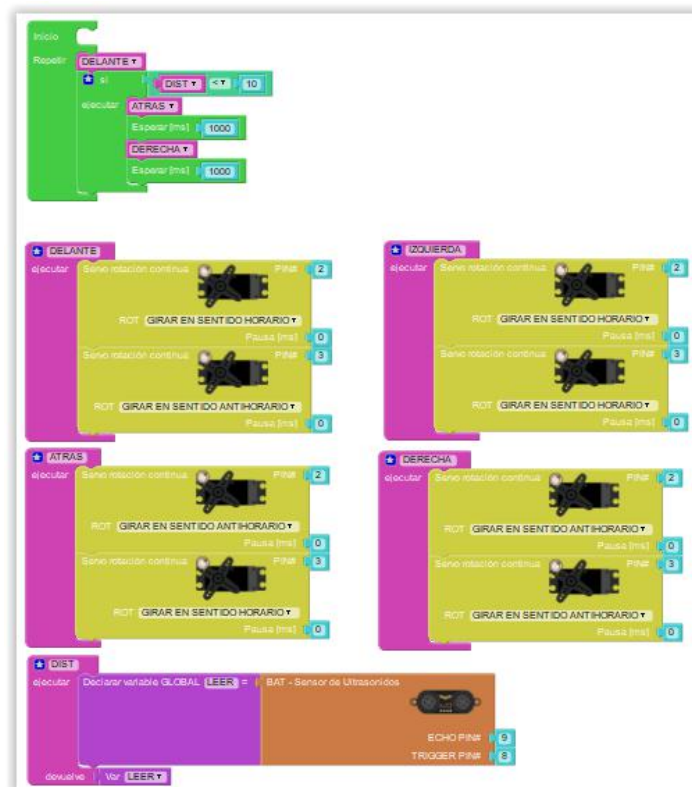 Inicio
Repetir DELANTE
si DIST < 10
ejecutar ATRAS
Esperar [ms] 1000
DERECHA
Esperar [ms] 1000
DELANTE
ejecutar Servo rotación continua PIN# 2
ROT GIRAR EN SENTIDO HORARIO
Pausa [ms] 0
Servo rotación continua PIN# 3
ROT GIRAR EN SENTIDO ANTIHORARIO
Pausa [ms] 0
IZQUIERDA
ejecutar Servo rotación continua PIN# 2
ROT GIRAR EN SENTIDO HORARIO
Pausa [ms] 0
Servo rotación continua PIN# 3
ROT GIRAR EN SENTIDO HORARIO
Pausa [ms] 0
ATRAS
ejecutar Servo rotación continua PIN# 2
ROT GIRAR EN SENTIDO ANTIHORARIO
Pausa [ms] 0
Servo rotación continua PIN# 3
ROT GIRAR EN SENTIDO HORARIO
Pausa [ms] 0
DERECHA
ejecutar Servo rotación continua PIN# 2
ROT GIRAR EN SENTIDO ANTIHORARIO
Pausa [ms] 0
Servo rotación continua PIN# 3
ROT GIRAR EN SENTIDO ANTIHORARIO
Pausa [ms] 0
DIST
ejecutar Declarar variable GLOBAL LEER = BAT - Sensor de Ultrasonidos
ECHO PIN# 9
TRIGGER PIN# 8
devuelve Var LEER